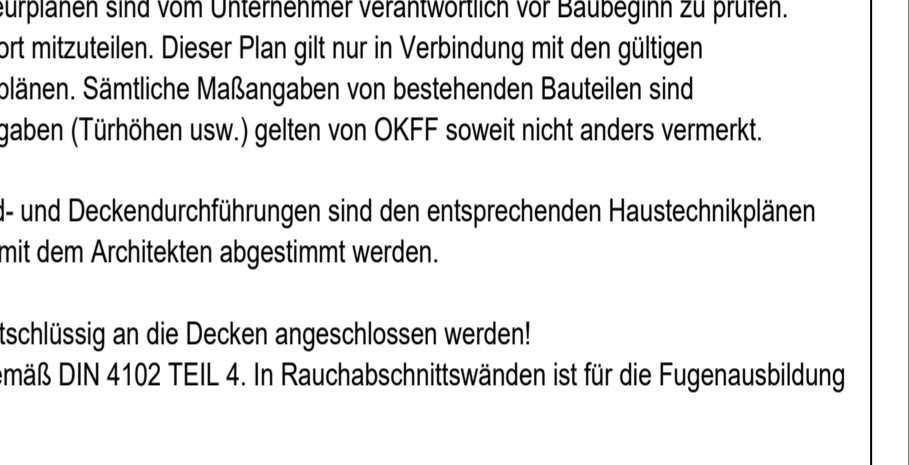 eurplänen sind vom Unternehmer verantwortlich vor Baubeginn zu prüfen.
ort mitzuteilen. Dieser Plan gilt nur in Verbindung mit den gültigen
plänen. Sämtliche Maßangaben von bestehenden Bauteilen sind
gaben (Türhöhen usw.) gelten von OKFF soweit nicht anders vermerkt.
d- und Deckendurchführungen sind den entsprechenden Haustechnikplänen
mit dem Architekten abgestimmt werden.
tschlüssig an die Decken angeschlossen werden!
emäß DIN 4102 TEIL 4. In Rauchabschnittswänden ist für die Fugenausbildung